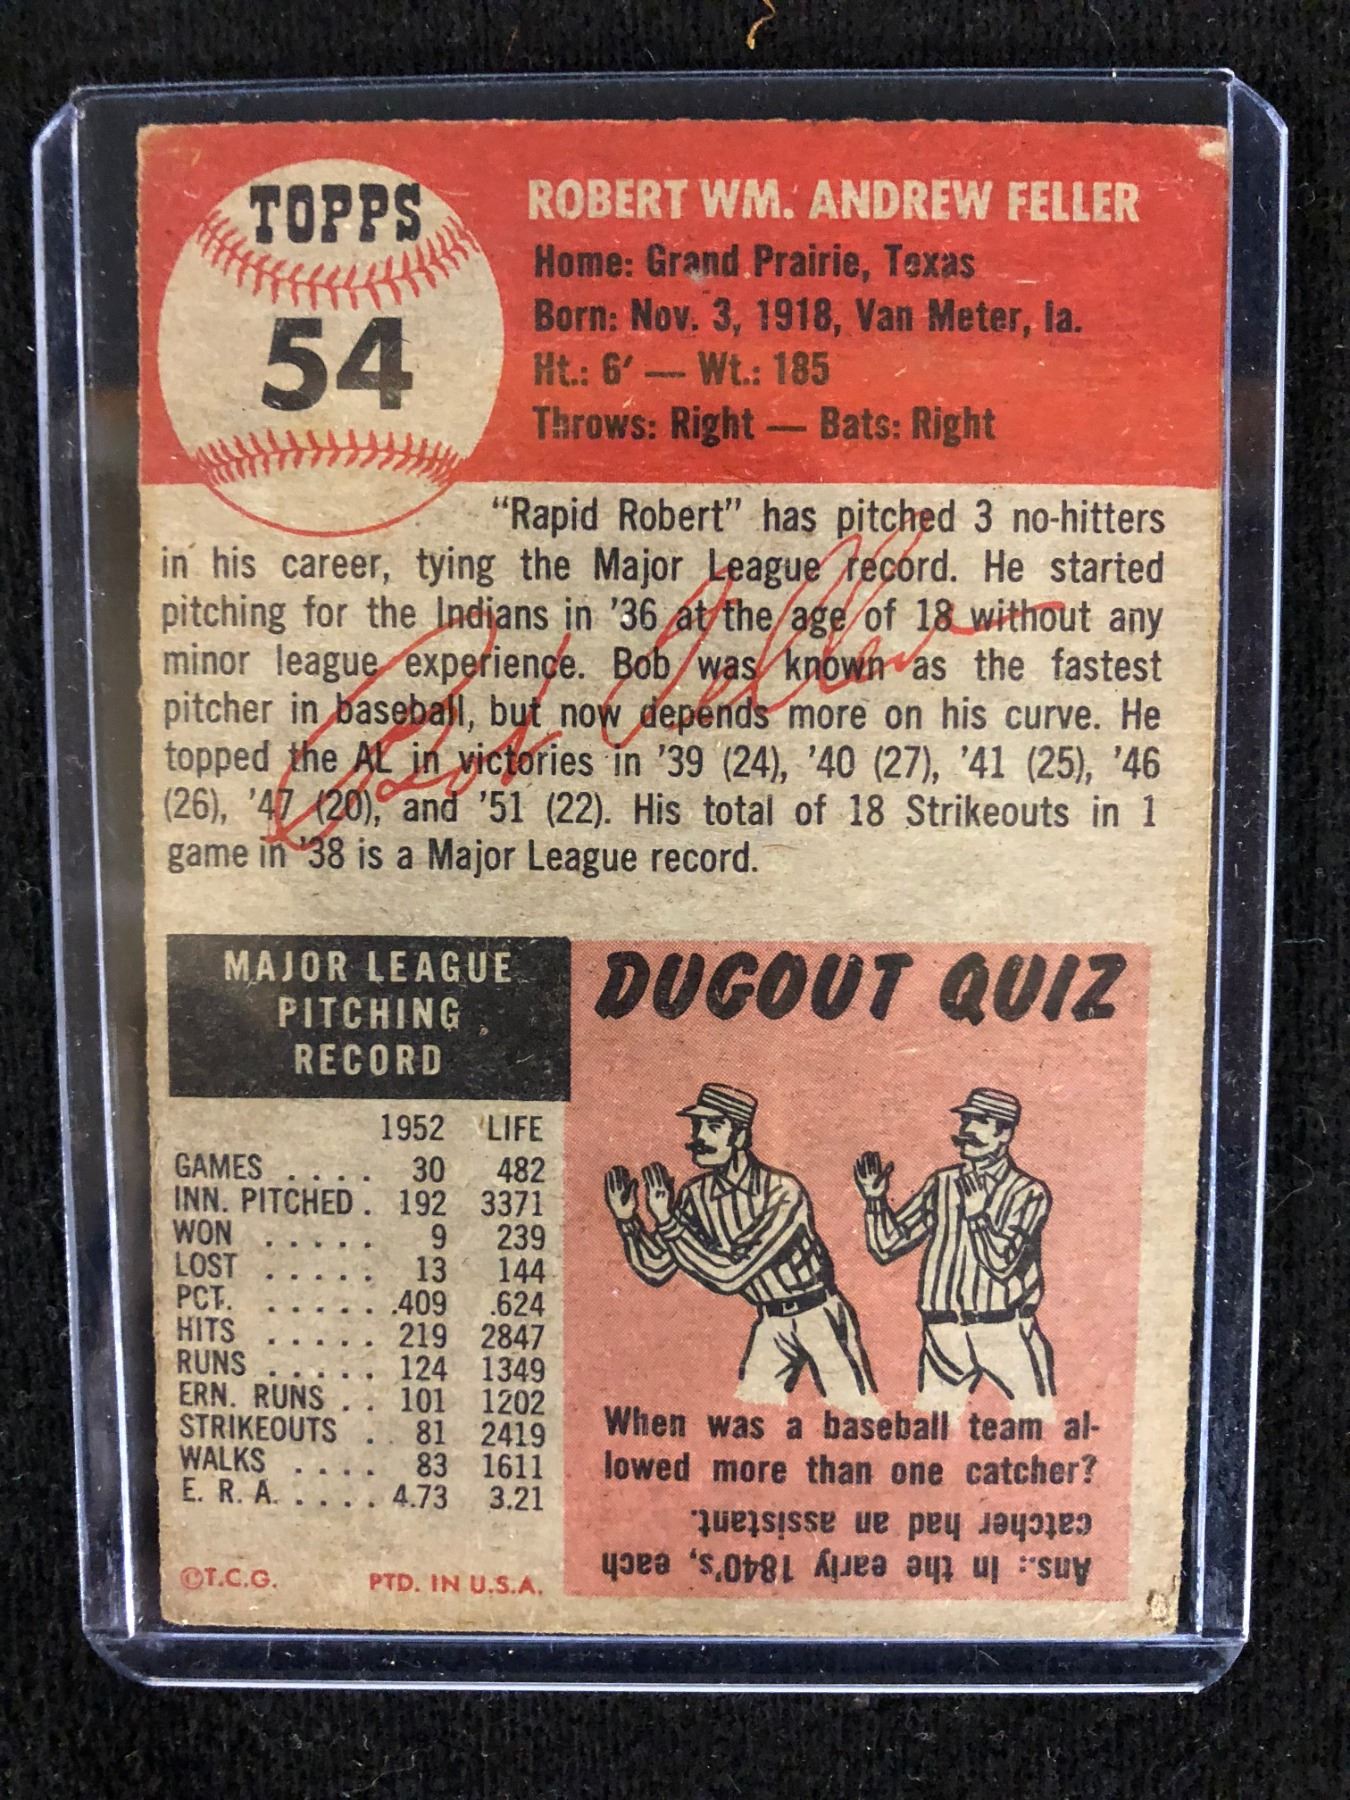 TOPPS
54
ROBERT WM. ANDREW FELLER
Home: Grand Prairie, Texas
Born: Nov. 3, 1918, Van Meter, Ia.
Ht.: 6′ — Wt.: 185
Throws: Right — Bats: Right
"Rapid Robert" has pitched 3 no-hitters
in his career, tying the Major League record. He started
pitching for the Indians in '36 at the age of 18 without any
minor league experience. Bob was known as the fastest
pitcher in baseball, but now depends more on his curve. He
topped the AL in victories in '39 (24), '40 (27), '41 (25), '46
(26), '47 (20), and '51 (22). His total of 18 Strikeouts in 1
game in '38 is a Major League record.
Bob Feller
MAJOR LEAGUE
PITCHING
RECORD
1952 LIFE
GAMES .... 30 482
INN. PITCHED . 192 3371
WON ..... 9 239
LOST ..... 13 144
PCT. ..... .409 .624
HITS ..... 219 2847
RUNS ..... 124 1349
ERN. RUNS .. 101 1202
STRIKEOUTS . 81 2419
WALKS .... 83 1611
E. R. A. .... 4.73 3.21
©T.C.G. PTD. IN U.S.A.
DUGOUT QUIZ
When was a baseball team al-
lowed more than one catcher?
Ans.: In the early 1840's, each
catcher had an assistant.